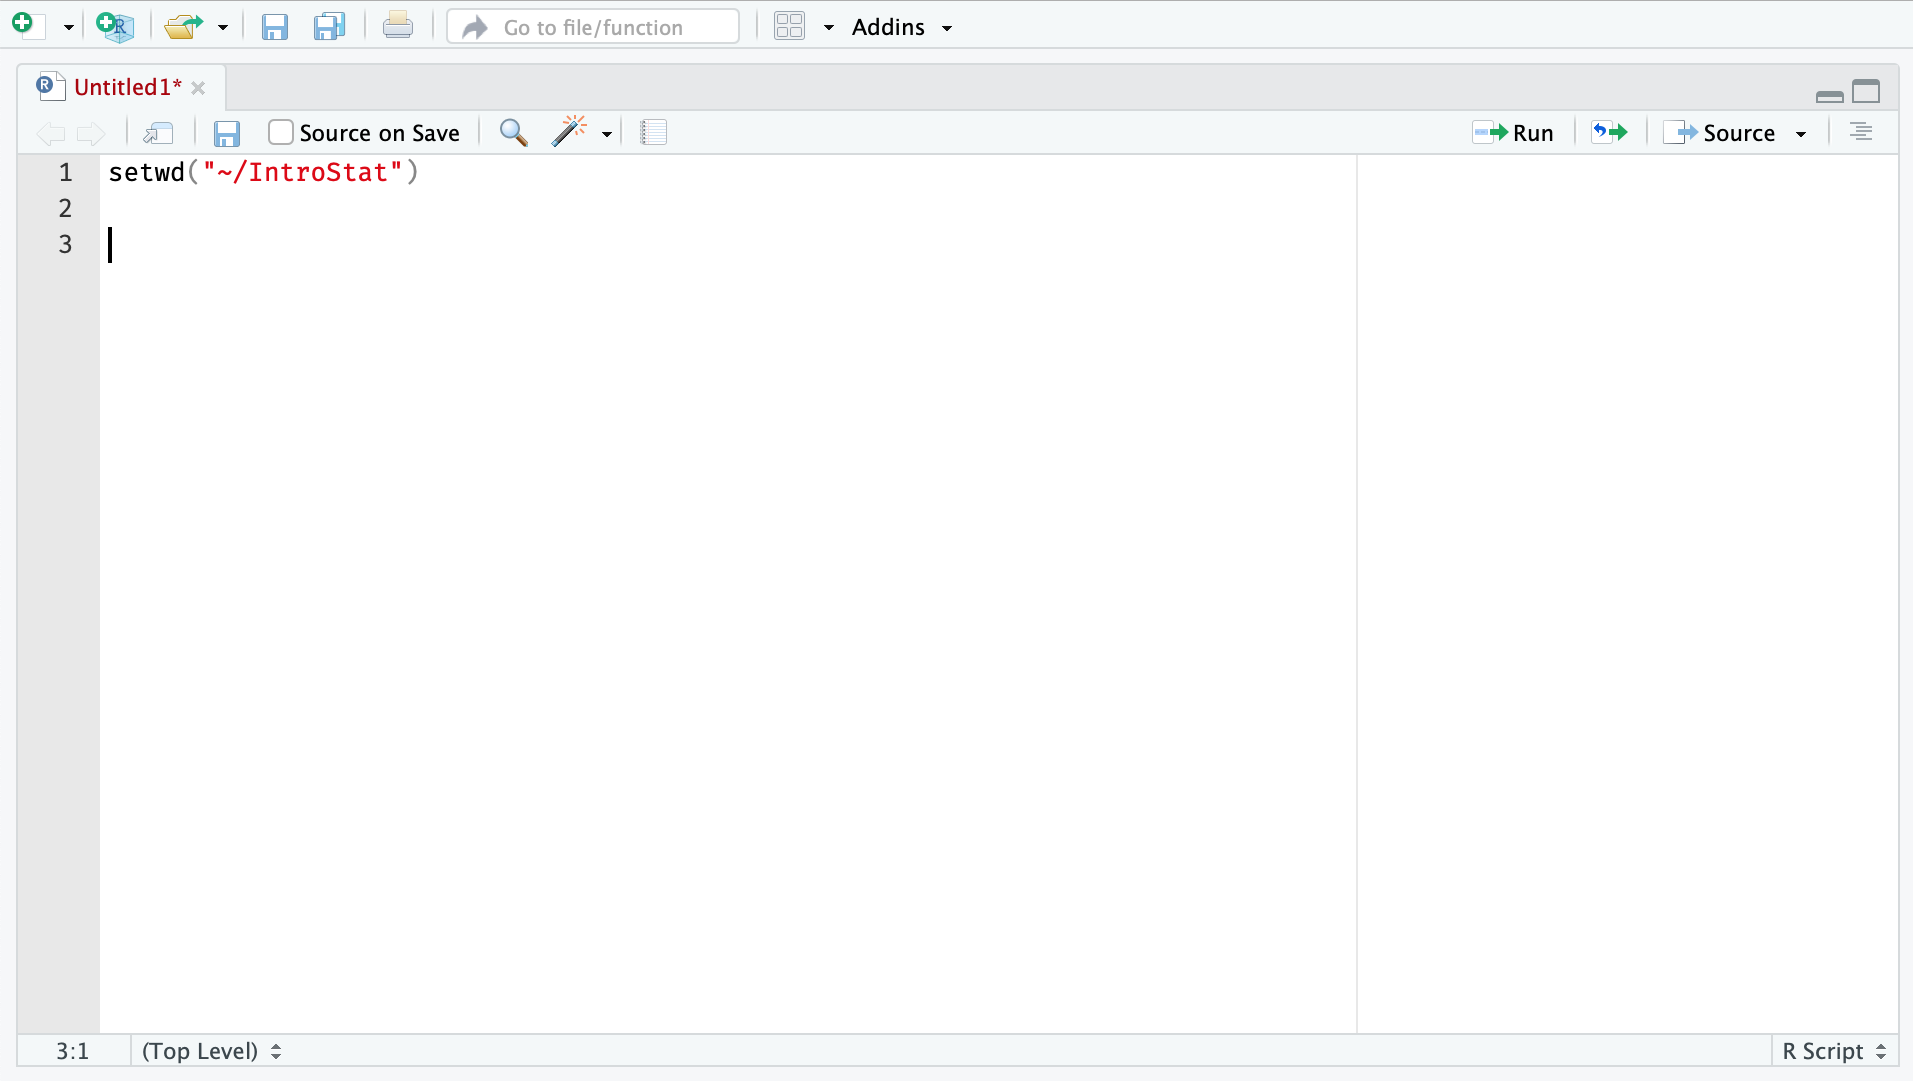 Go to file/function
Addins
Untitled1*
Source on Save
Run
Source
1 setwd("~/IntroStat")
2
3
3:1
(Top Level)
R Script